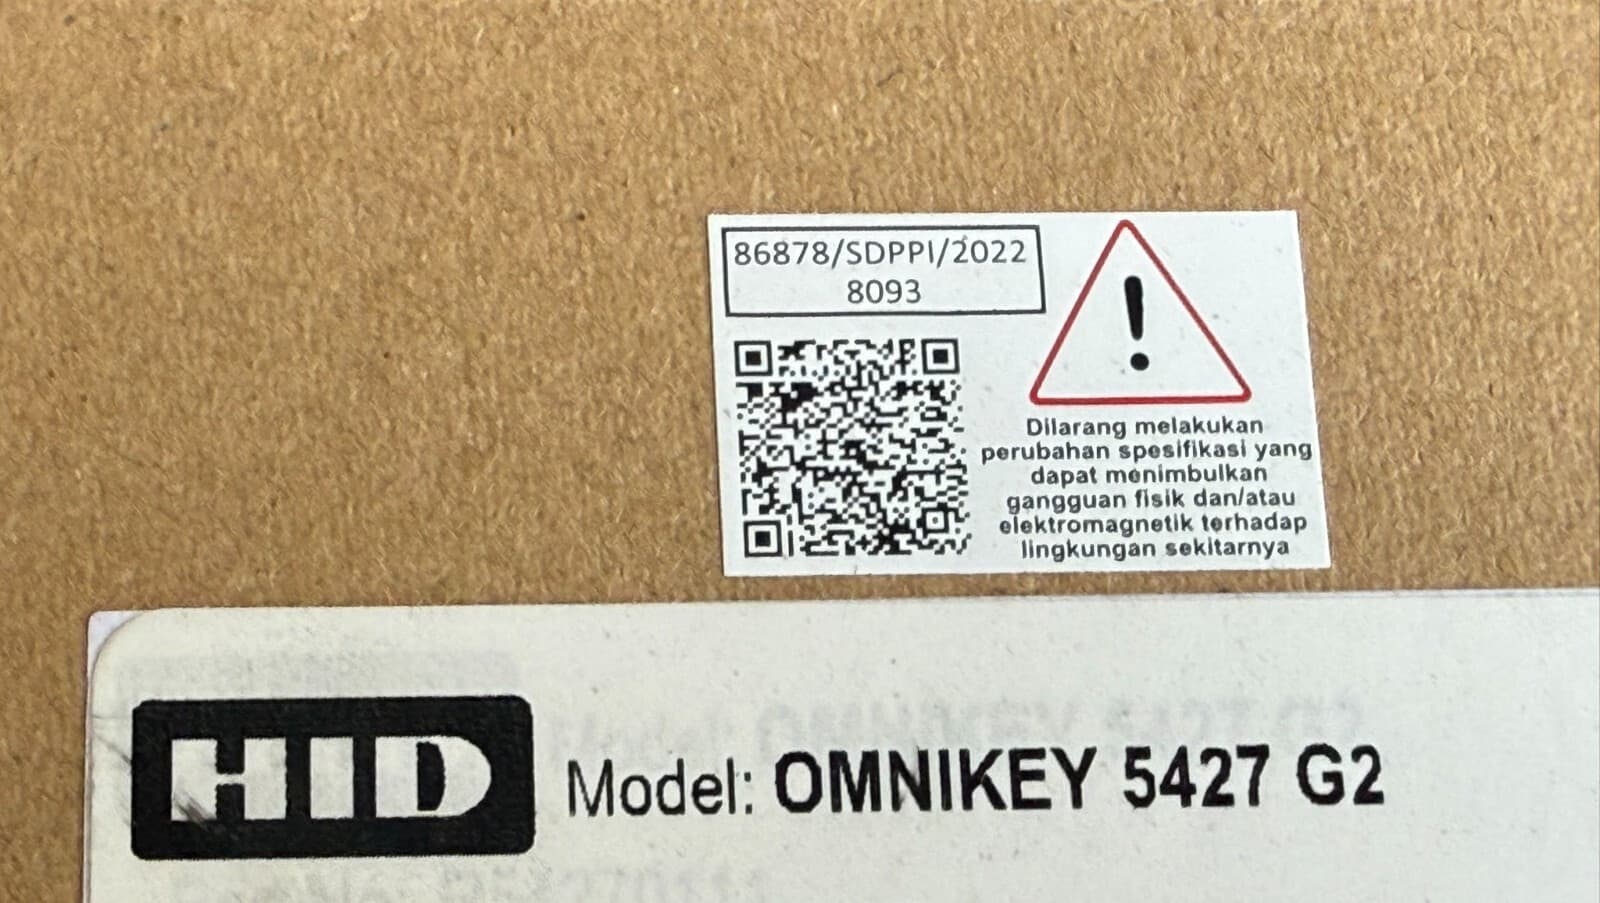 86878/SDPPI/2022
8093
!
Dilarang melakukan
perubahan spesifikasi yang
dapat menimbulkan
gangguan fisik dan/atau
elektromagnetik terhadap
lingkungan sekitarnya
HID
Model: OMNIKEY 5427 G2